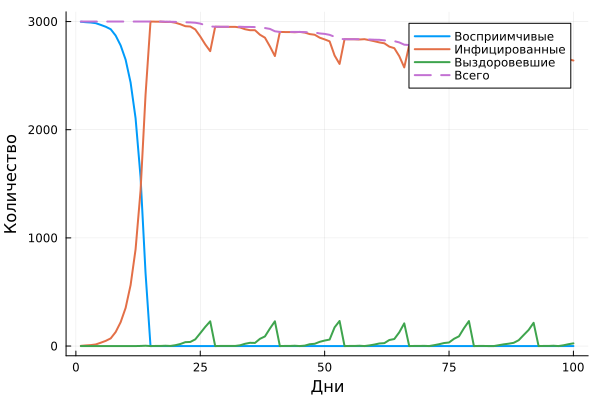 3000
2000
1000
0
Количество
0
25
50
75
100
Дни
Восприимчивые
Инфицированные
Выздоровевшие
Всего